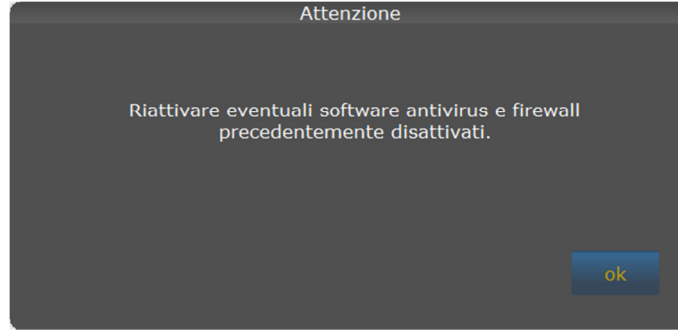 Attenzione
Riattivare eventuali software antivirus e firewall
precedentemente disattivati.
ok